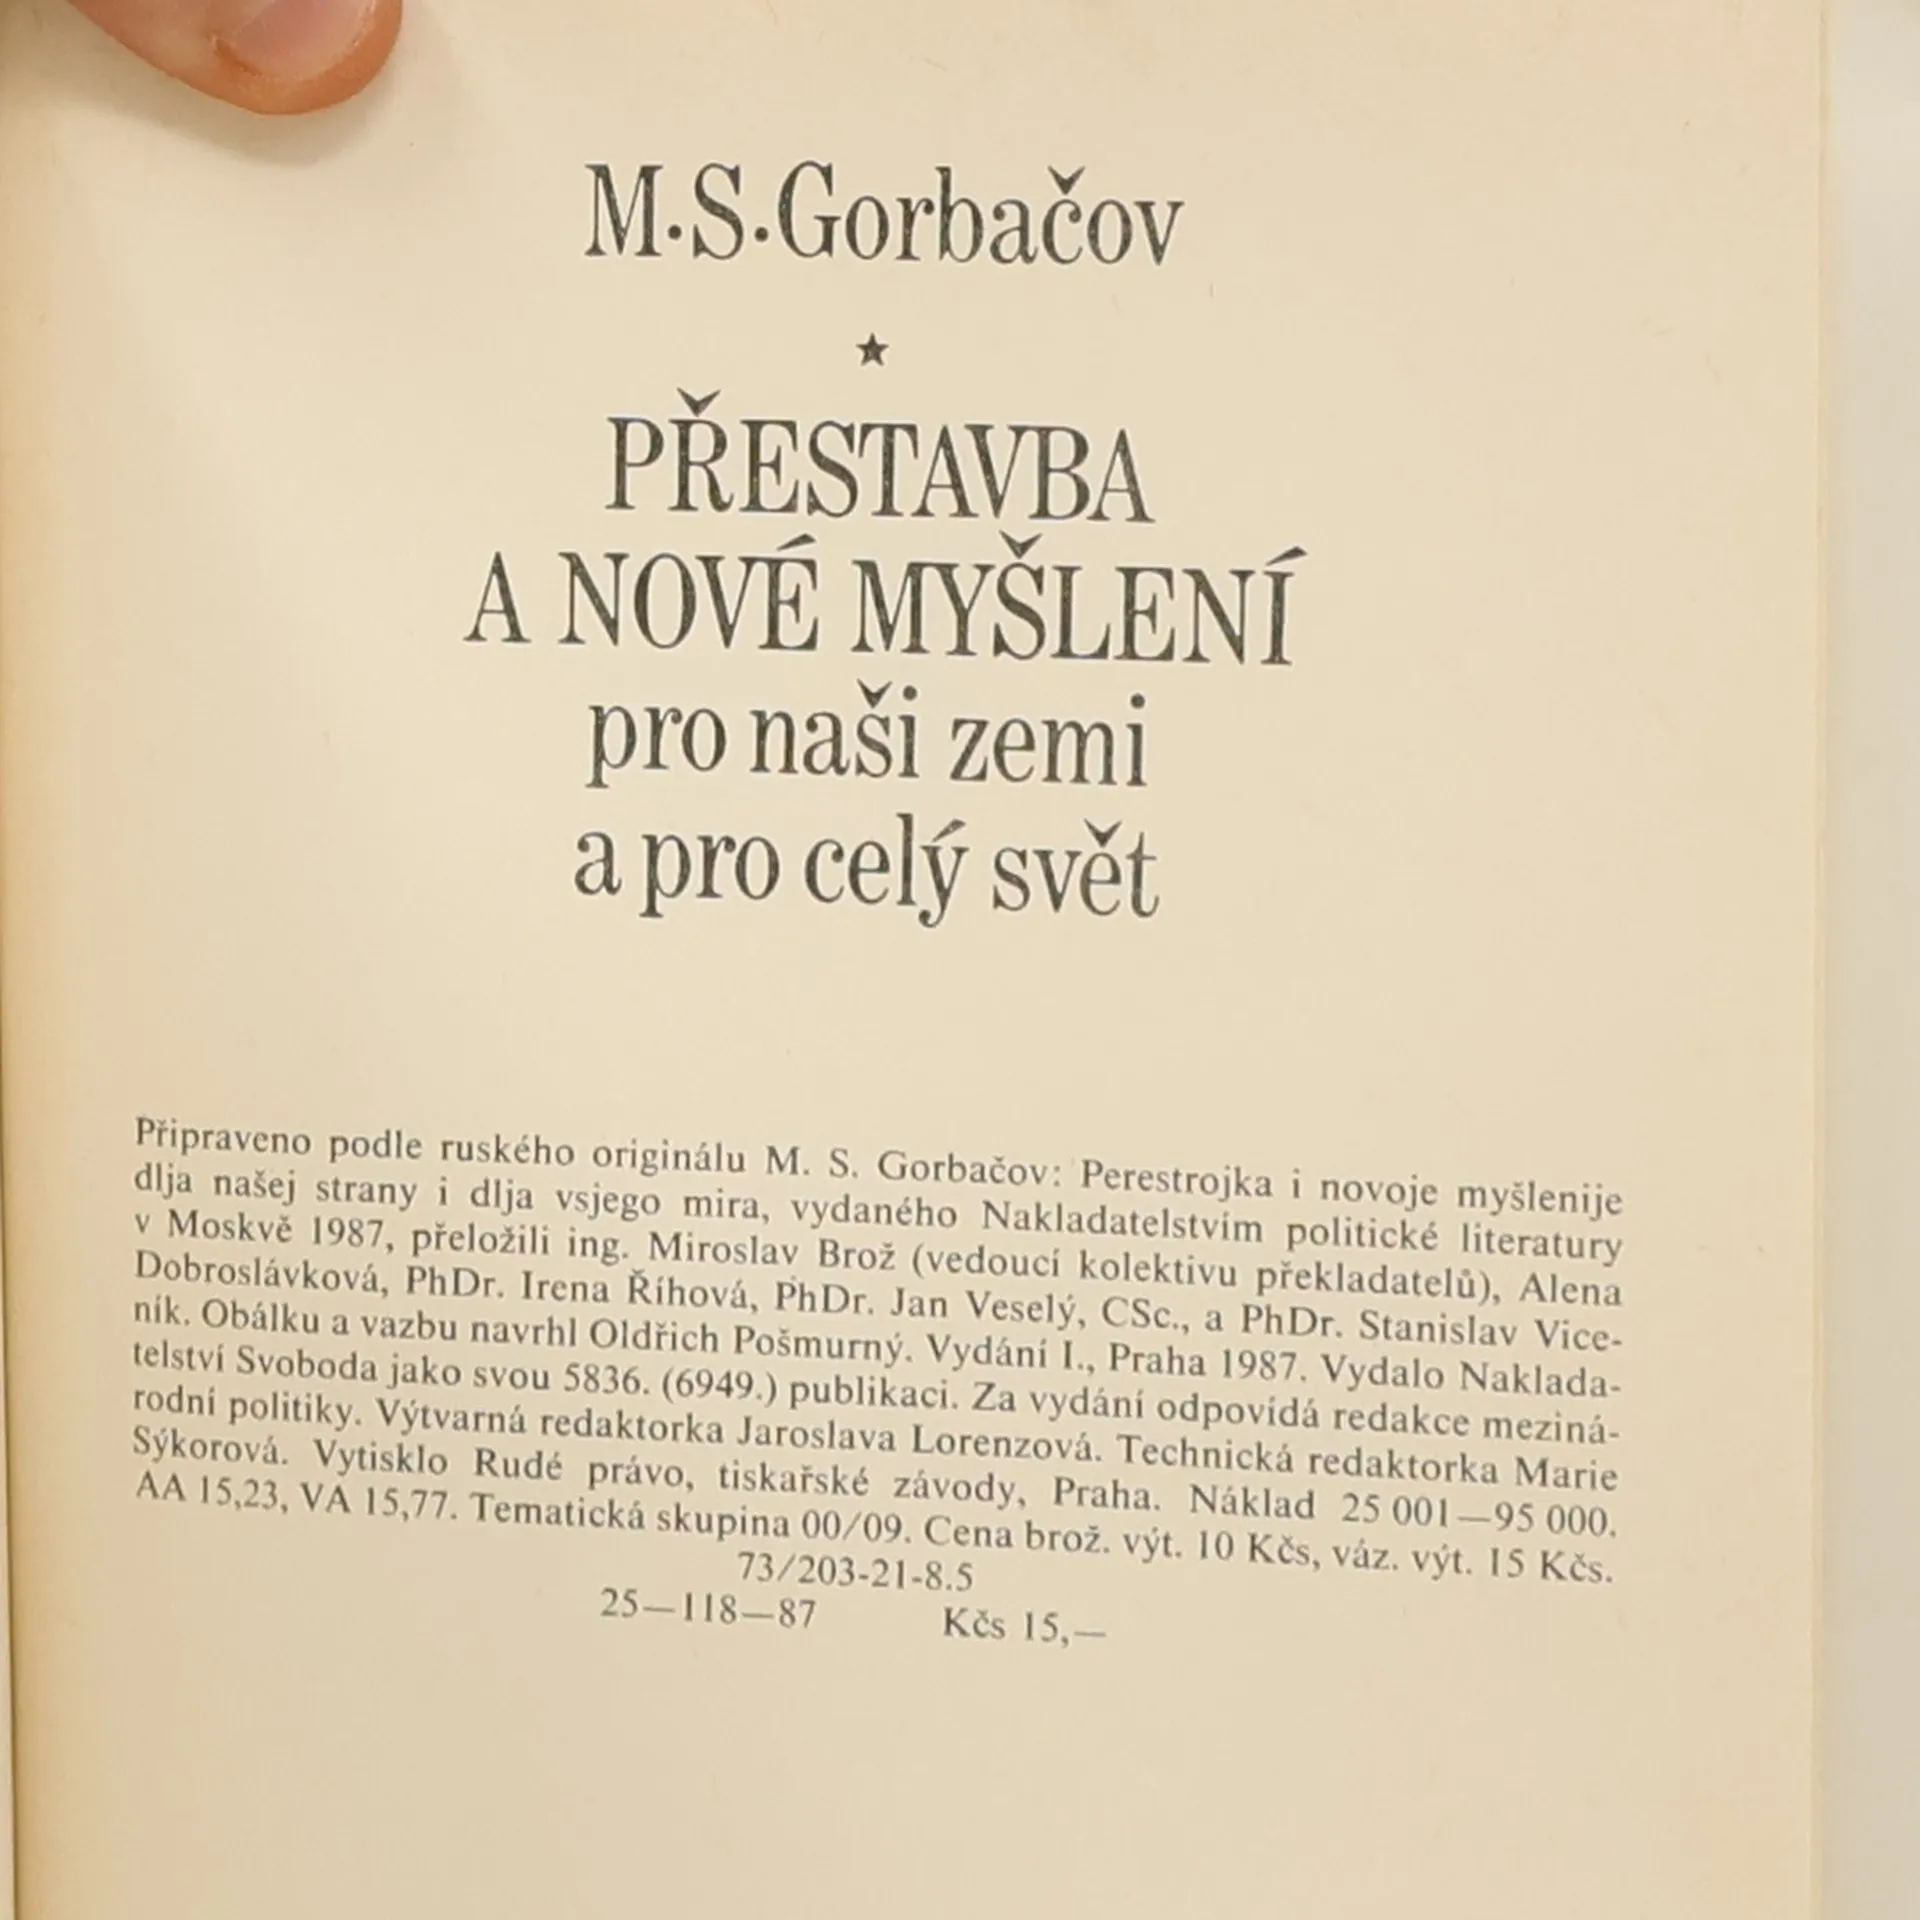 M.S.Gorbačov
★
PŘESTAVBA
A NOVÉ MYŠLENÍ
pro naši zemi
a pro celý svět
Připraveno podle ruského originálu M. S. Gorbačov: Perestrojka i novoje myšlenije
dlja našej strany i dlja vsjego mira, vydaného Nakladatelstvím politické literatury
v Moskvě 1987, přeložili ing. Miroslav Brož (vedoucí kolektivu překladatelů), Alena
Dobroslávková, PhDr. Irena Říhová, PhDr. Jan Veselý, CSc., a PhDr. Stanislav Vice-
ník. Obálku a vazbu navrhl Oldřich Pošmurný. Vydání I., Praha 1987. Vydalo Naklada-
telství Svoboda jako svou 5836. (6949.) publikaci. Za vydání odpovídá redakce meziná-
rodní politiky. Výtvarná redaktorka Jaroslava Lorenzová. Technická redaktorka Marie
Sýkorová. Vytisklo Rudé právo, tiskařské závody, Praha. Náklad 25 001—95 000.
AA 15,23, VA 15,77. Tematická skupina 00/09. Cena brož. výt. 10 Kčs, váz. výt. 15 Kčs.
73/203-21-8.5
25—118—87 Kčs 15,—